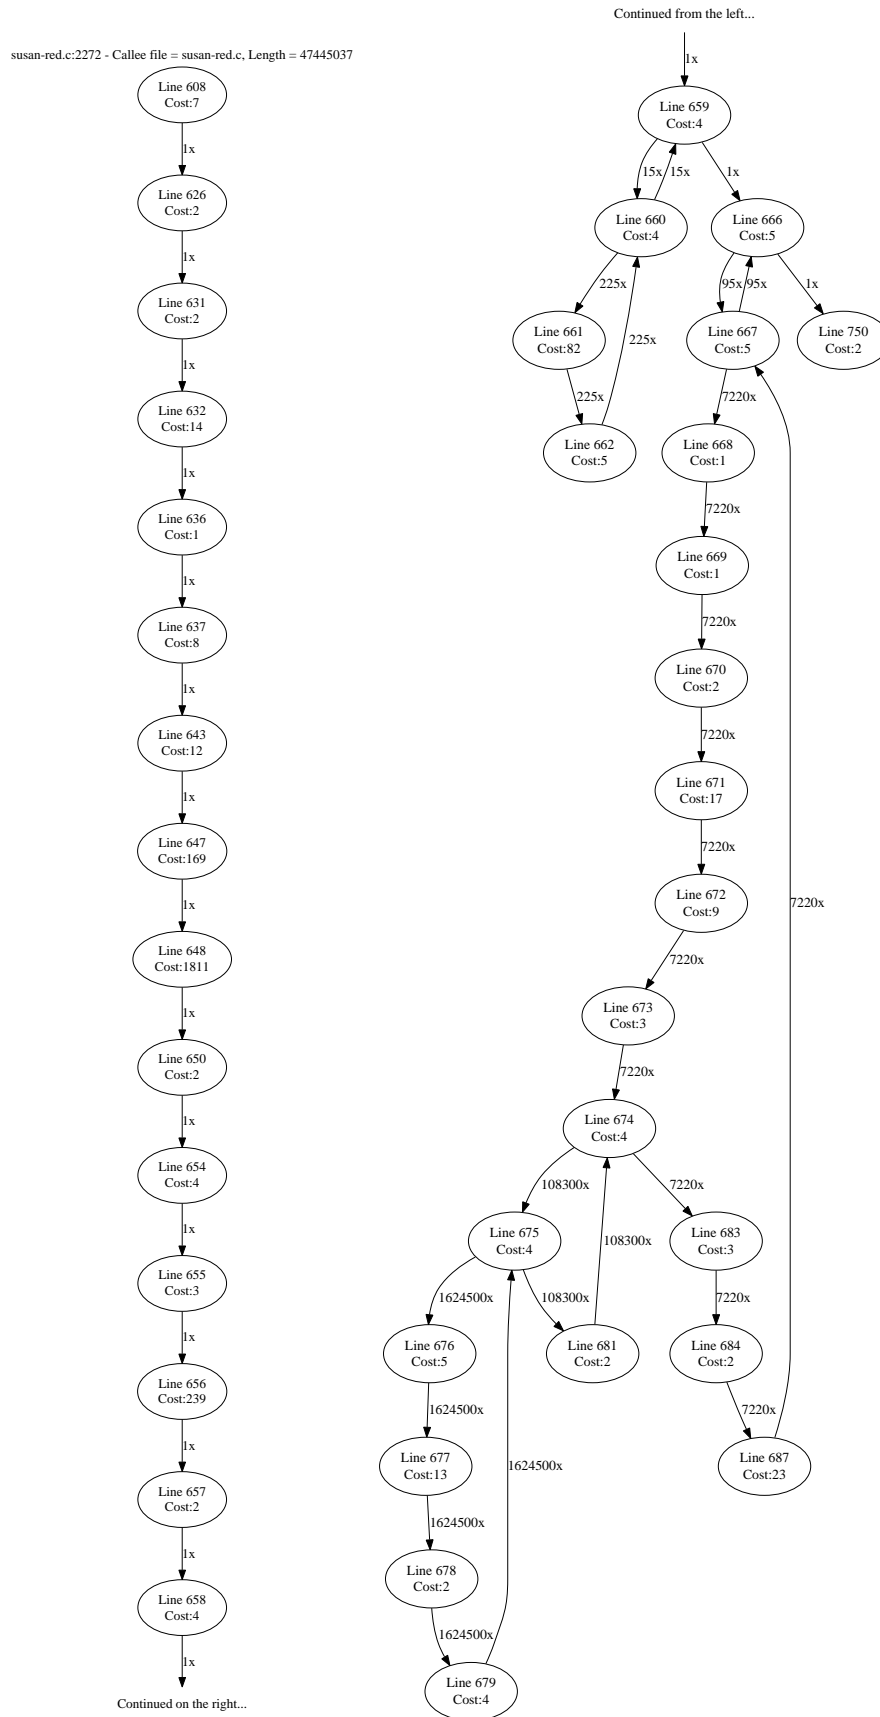 susan-red.c:2272 - Callee file = susan-red.c, Length = 47445037
Line 608
Cost:7
1x
Line 626
Cost:2
1x
Line 631
Cost:2
1x
Line 632
Cost:14
1x
Line 636
Cost:1
1x
Line 637
Cost:8
1x
Line 643
Cost:12
1x
Line 647
Cost:169
1x
Line 648
Cost:1811
1x
Line 650
Cost:2
1x
Line 654
Cost:4
1x
Line 655
Cost:3
1x
Line 656
Cost:239
1x
Line 657
Cost:2
1x
Line 658
Cost:4
1x
Continued on the right...
Continued from the left...
1x
Line 659
Cost:4
15x
15x
1x
Line 660
Cost:4
Line 666
Cost:5
225x
95x
95x
1x
Line 661
Cost:82
225x
Line 667
Cost:5
Line 750
Cost:2
225x
7220x
Line 662
Cost:5
Line 668
Cost:1
7220x
Line 669
Cost:1
7220x
Line 670
Cost:2
7220x
Line 671
Cost:17
7220x
Line 672
Cost:9
7220x
7220x
Line 673
Cost:3
7220x
Line 674
Cost:4
108300x
7220x
Line 675
Cost:4
108300x
Line 683
Cost:3
1624500x
108300x
7220x
Line 676
Cost:5
Line 681
Cost:2
Line 684
Cost:2
1624500x
7220x
Line 677
Cost:13
1624500x
Line 687
Cost:23
1624500x
Line 678
Cost:2
1624500x
Line 679
Cost:4